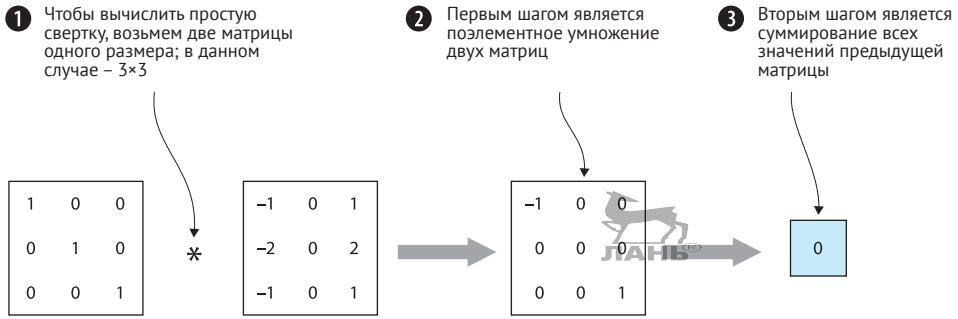 1 Чтобы вычислить простую
свертку, возьмем две матрицы
одного размера; в данном
случае – 3×3
2 Первым шагом является
поэлементное умножение
двух матриц
3 Вторым шагом является
суммирование всех
значений предыдущей
матрицы
1 0 0
0 1 0
0 0 1
*
–1 0 1
–2 0 2
–1 0 1
–1 0 0
0 0 0
0 0 1
ЛАНЬ®
0